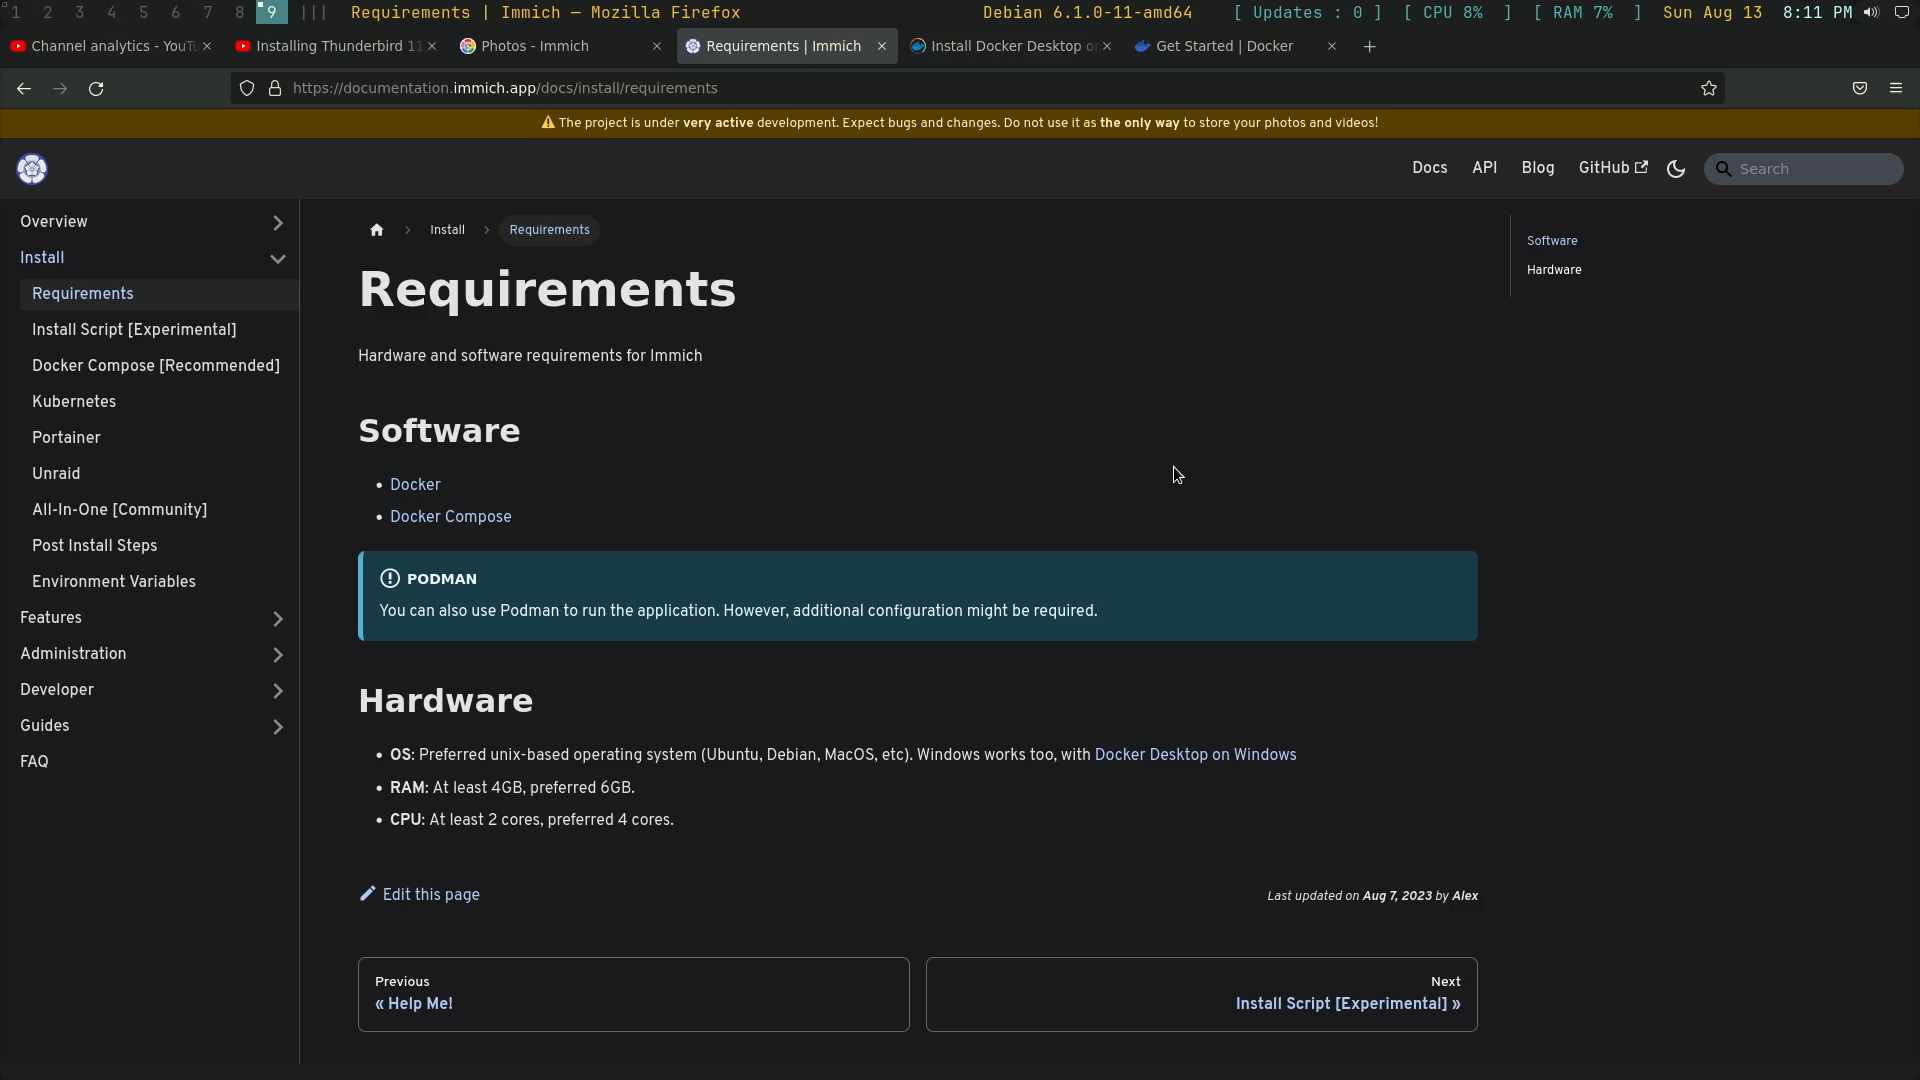 1 2 3 4 5 6 7 8 9 ||| Requirements | Immich — Mozilla Firefox Debian 6.1.0-11-amd64 [ Updates : 0 ] [ CPU 8% ] [ RAM 7% ] Sun Aug 13 8:11 PM
Channel analytics - YouTu Installing Thunderbird 11 Photos - Immich Requirements | Immich Install Docker Desktop o Get Started | Docker
https://documentation.immich.app/docs/install/requirements
The project is under very active development. Expect bugs and changes. Do not use it as the only way to store your photos and videos!
Docs API Blog GitHub Search
Overview
Install
Requirements
Install Script [Experimental]
Docker Compose [Recommended]
Kubernetes
Portainer
Unraid
All-In-One [Community]
Post Install Steps
Environment Variables
Features
Administration
Developer
Guides
FAQ
Install Requirements
Requirements
Hardware and software requirements for Immich
Software
• Docker
• Docker Compose
PODMAN
You can also use Podman to run the application. However, additional configuration might be required.
Hardware
• OS: Preferred unix-based operating system (Ubuntu, Debian, MacOS, etc). Windows works too, with Docker Desktop on Windows
• RAM: At least 4GB, preferred 6GB.
• CPU: At least 2 cores, preferred 4 cores.
Edit this page
Last updated on Aug 7, 2023 by Alex
Previous
« Help Me!
Next
Install Script [Experimental] »
Software
Hardware